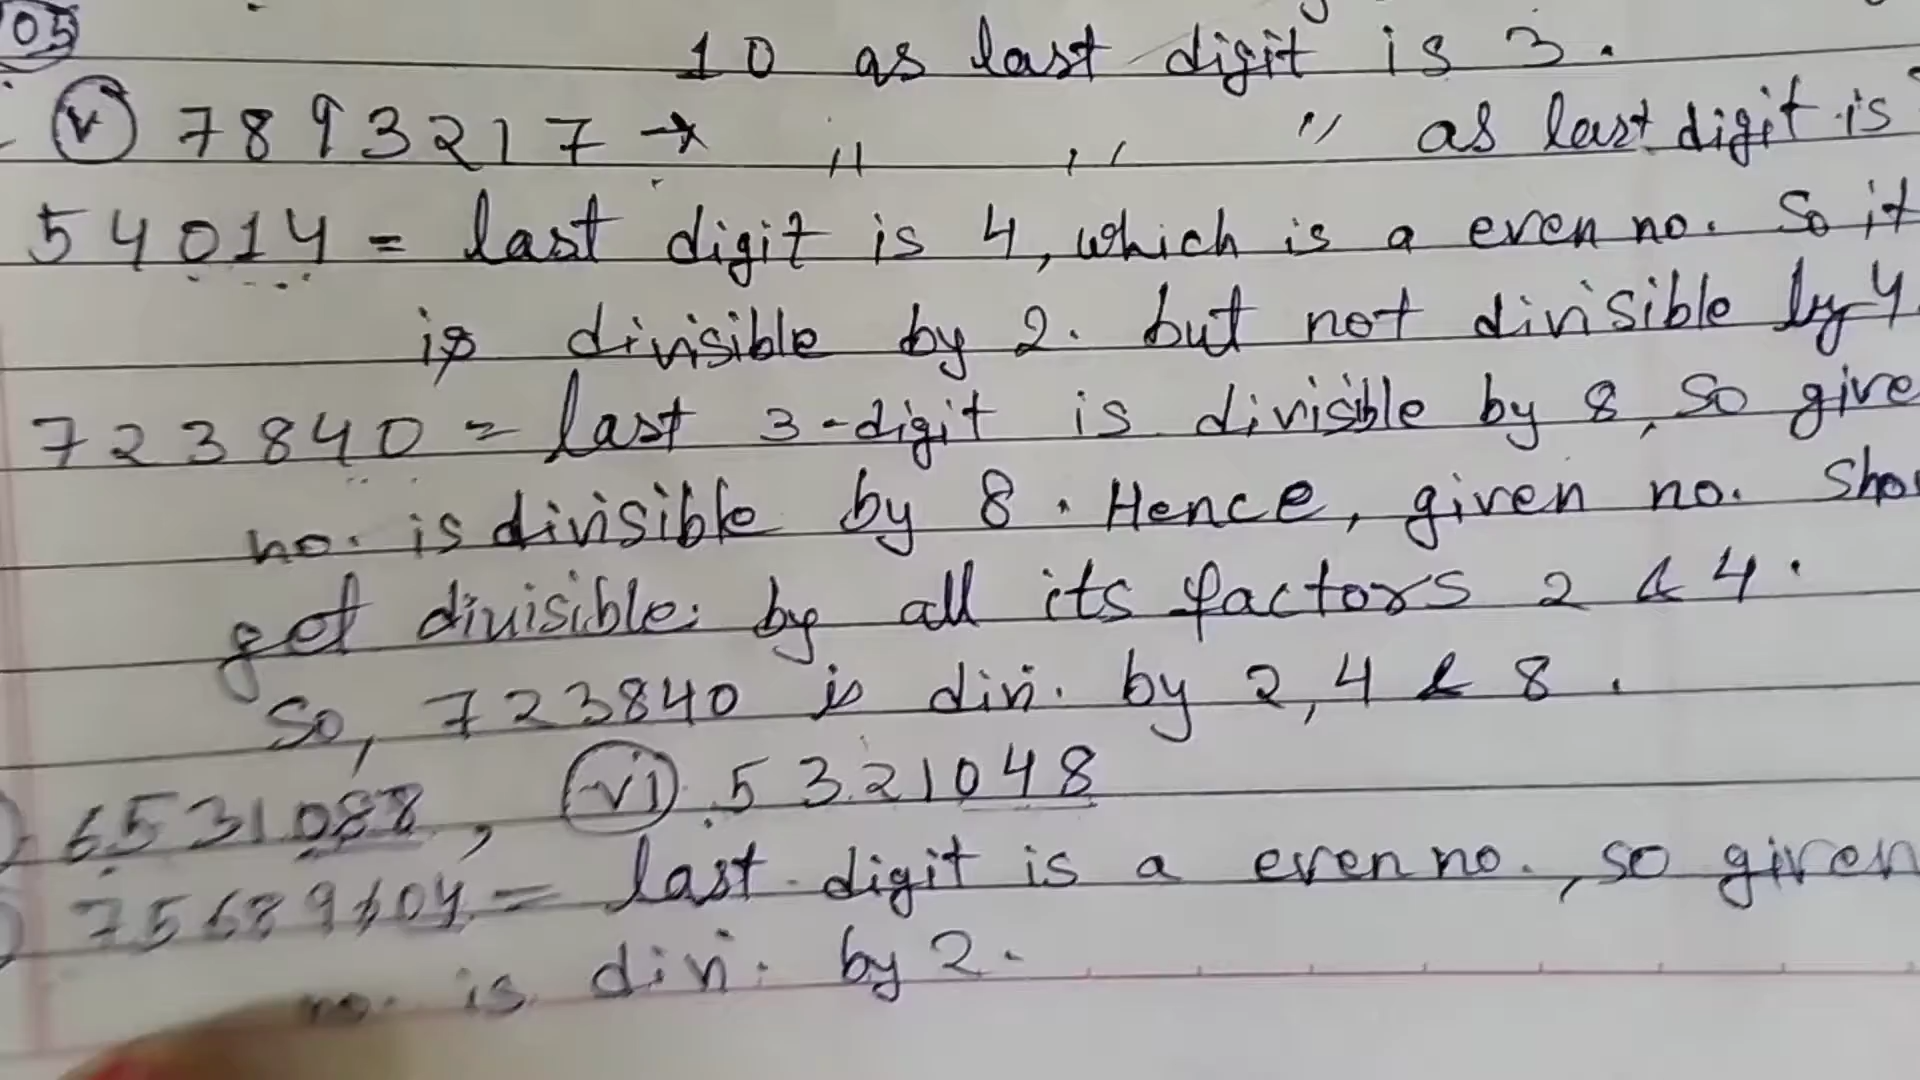 05
10 as last digit is 3.
(v) 7893217 → " " " as last digit is
54014 = last digit is 4, which is a even no. So it
is divisible by 2. but not divisible by 4
723840 = last 3-digit is divisible by 8, so give
no. is divisible by 8. Hence, given no. Sho
get divisible by all its factors 2 & 4.
So, 723840 is div. by 2, 4 & 8.
6531088, (vi) 5321048
75689604 = last digit is a even no., so given
no. is div. by 2.